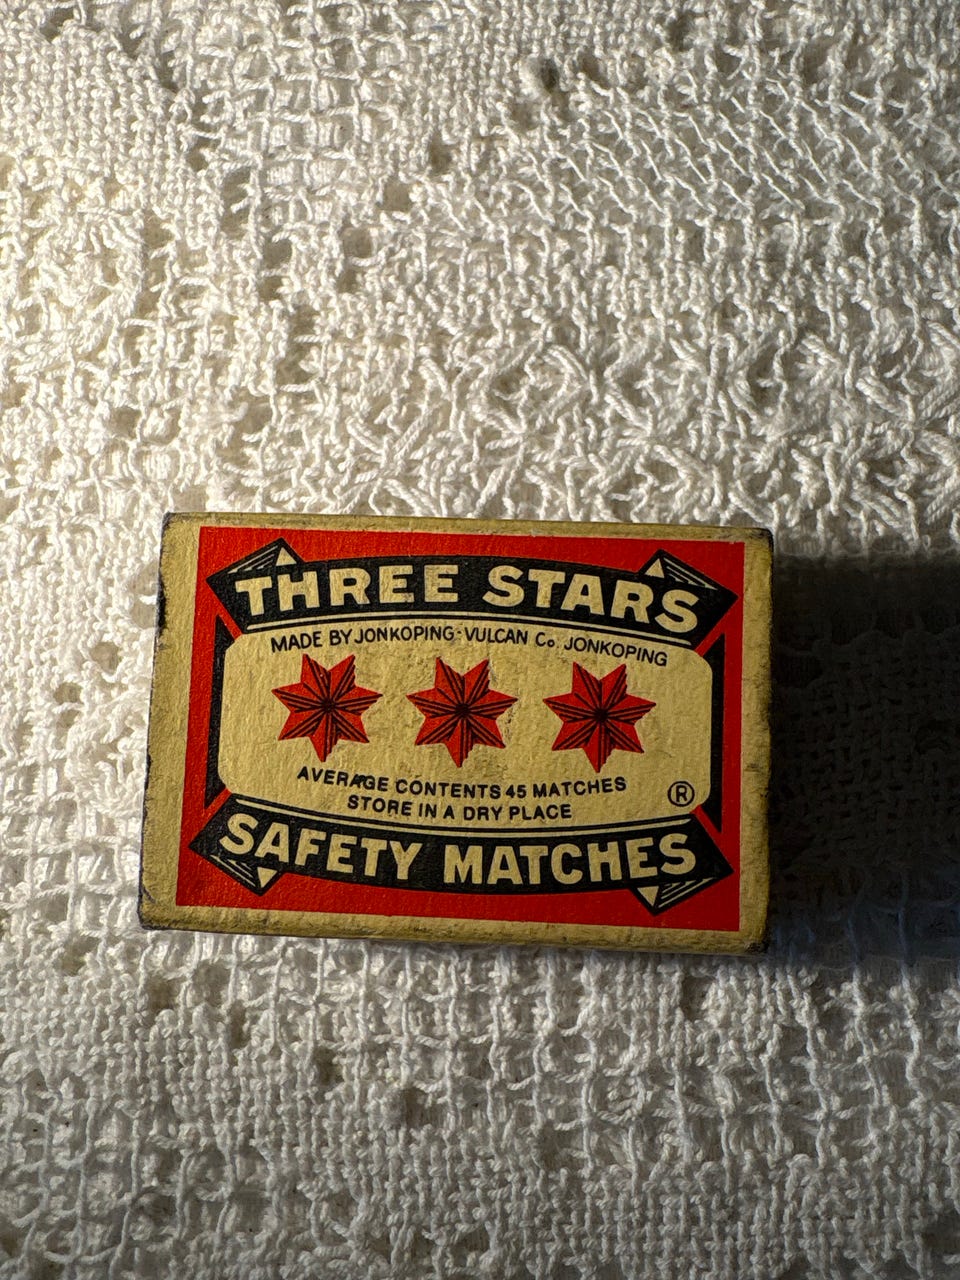 THREE STARS
MADE BY JONKOPING-VULCAN Co. JONKOPING
AVERAGE CONTENTS 45 MATCHES
STORE IN A DRY PLACE
®
SAFETY MATCHES